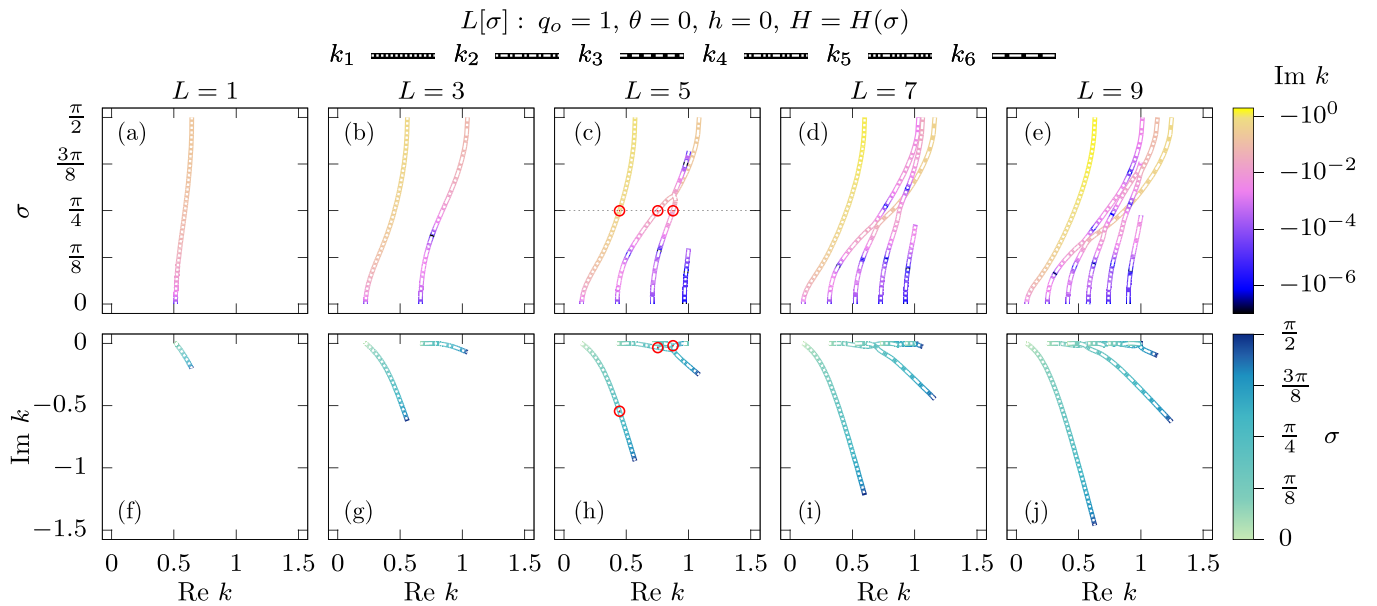 L[σ] : q_o = 1, θ = 0, h = 0, H = H(σ)
k_1 k_2 k_3 k_4 k_5 k_6
L = 1 L = 3 L = 5 L = 7 L = 9 Im k
π/2 (a) (b) (c) (d) (e) −10^0
3π/8
−10^−2
σ π/4
−10^−4
π/8
−10^−6
0
0 π/2
3π/8
Im k −0.5
π/4 σ
−1
π/8
(f) (g) (h) (i) (j)
−1.5 0
0 0.5 1 1.5 0 0.5 1 1.5 0 0.5 1 1.5 0 0.5 1 1.5 0 0.5 1 1.5
Re k Re k Re k Re k Re k